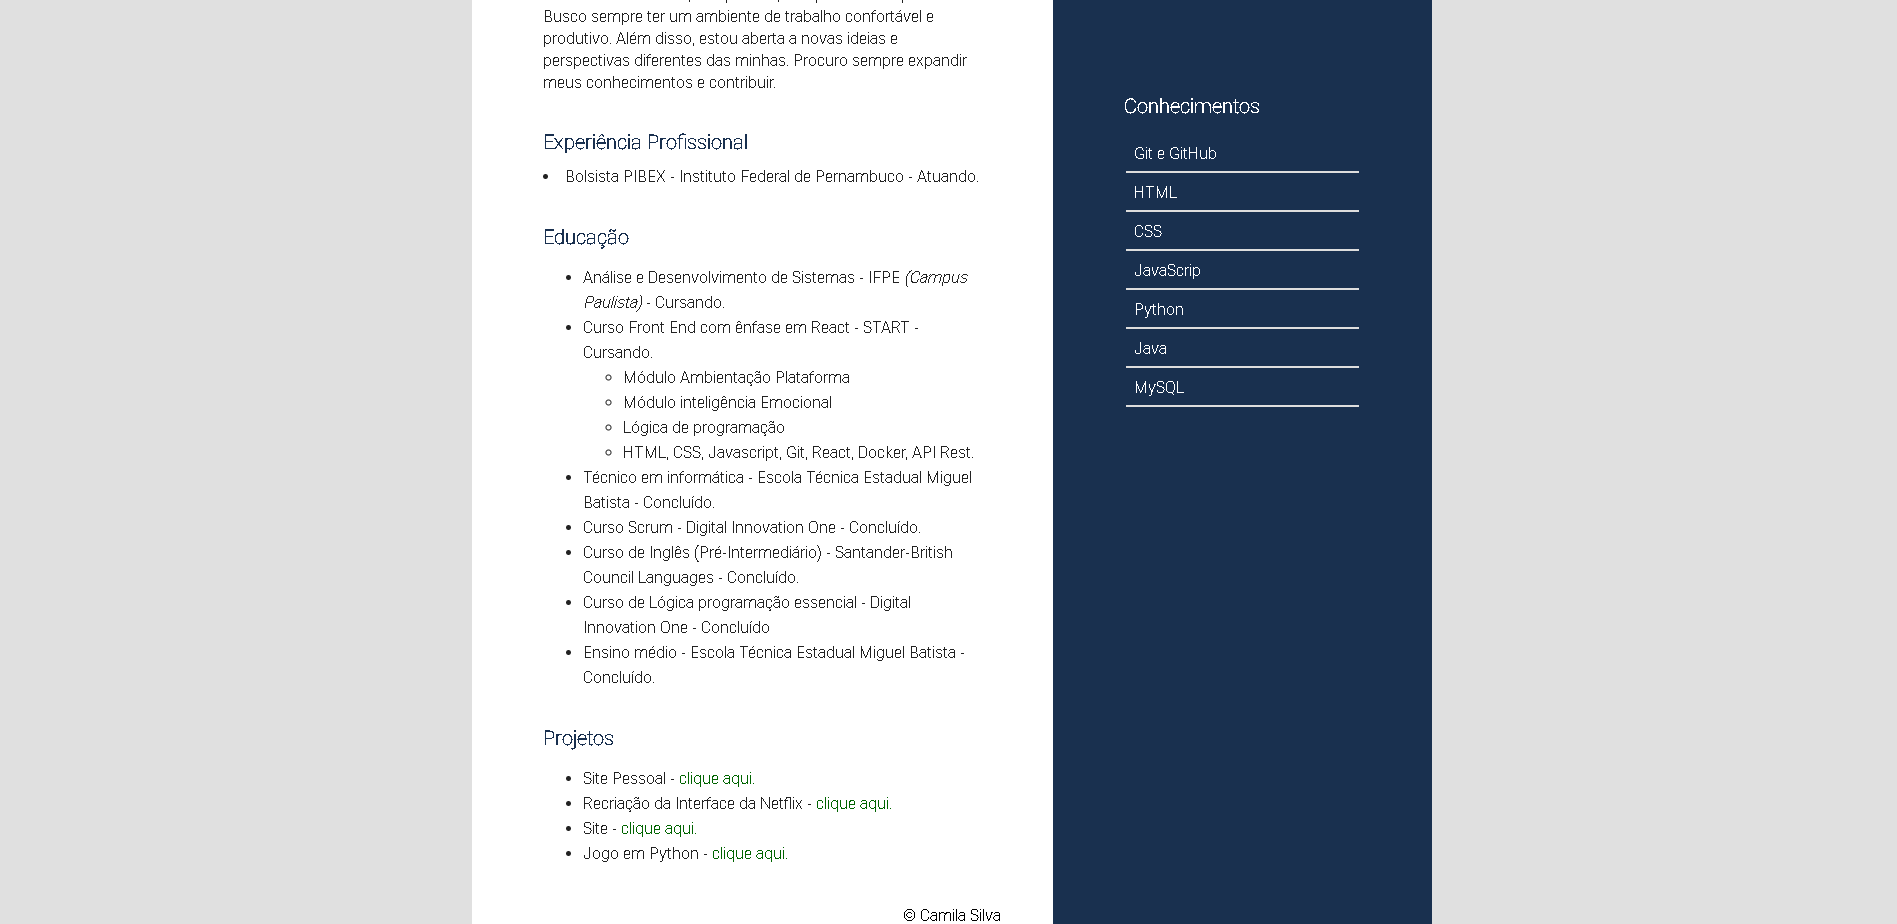 Busco sempre ter um ambiente de trabalho confortável e
produtivo. Além disso, estou aberta a novas ideias e
perspectivas diferentes das minhas. Procuro sempre expandir
meus conhecimentos e contribuir.
Experiência Profissional
• Bolsista PIBEX - Instituto Federal de Pernambuco - Atuando.
Educação
• Análise e Desenvolvimento de Sistemas - IFPE (Campus
Paulista) - Cursando.
• Curso Front End com ênfase em React - START -
Cursando.
◦ Módulo Ambientação Plataforma
◦ Módulo inteligência Emocional
◦ Lógica de programação
◦ HTML, CSS, Javascript, Git, React, Docker, API Rest.
• Técnico em informática - Escola Técnica Estadual Miguel
Batista - Concluído.
• Curso Scrum - Digital Innovation One - Concluído.
• Curso de Inglês (Pré-Intermediário) - Santander-British
Council Languages - Concluído.
• Curso de Lógica programação essencial - Digital
Innovation One - Concluído
• Ensino médio - Escola Técnica Estadual Miguel Batista -
Concluído.
Projetos
• Site Pessoal - clique aqui.
• Recriação da Interface da Netflix - clique aqui.
• Site - clique aqui.
• Jogo em Python - clique aqui.
© Camila Silva
Conhecimentos
Git e GitHub
HTML
CSS
JavaScrip
Python
Java
MySQL